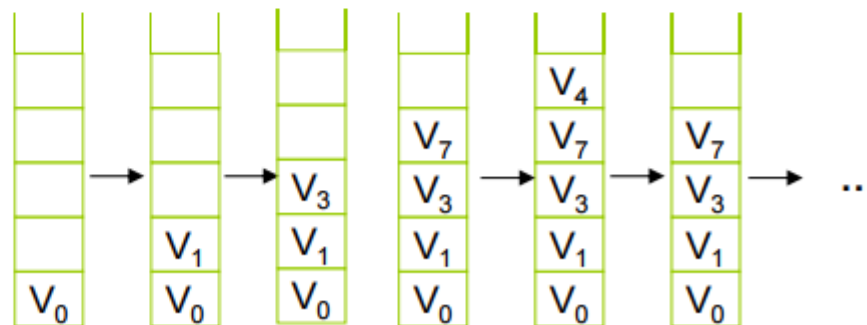 V₄
V₇ V₇ V₇
V₃ V₃ V₃ V₃ ..
V₁ V₁ V₁ V₁ V₁
V₀ V₀ V₀ V₀ V₀ V₀